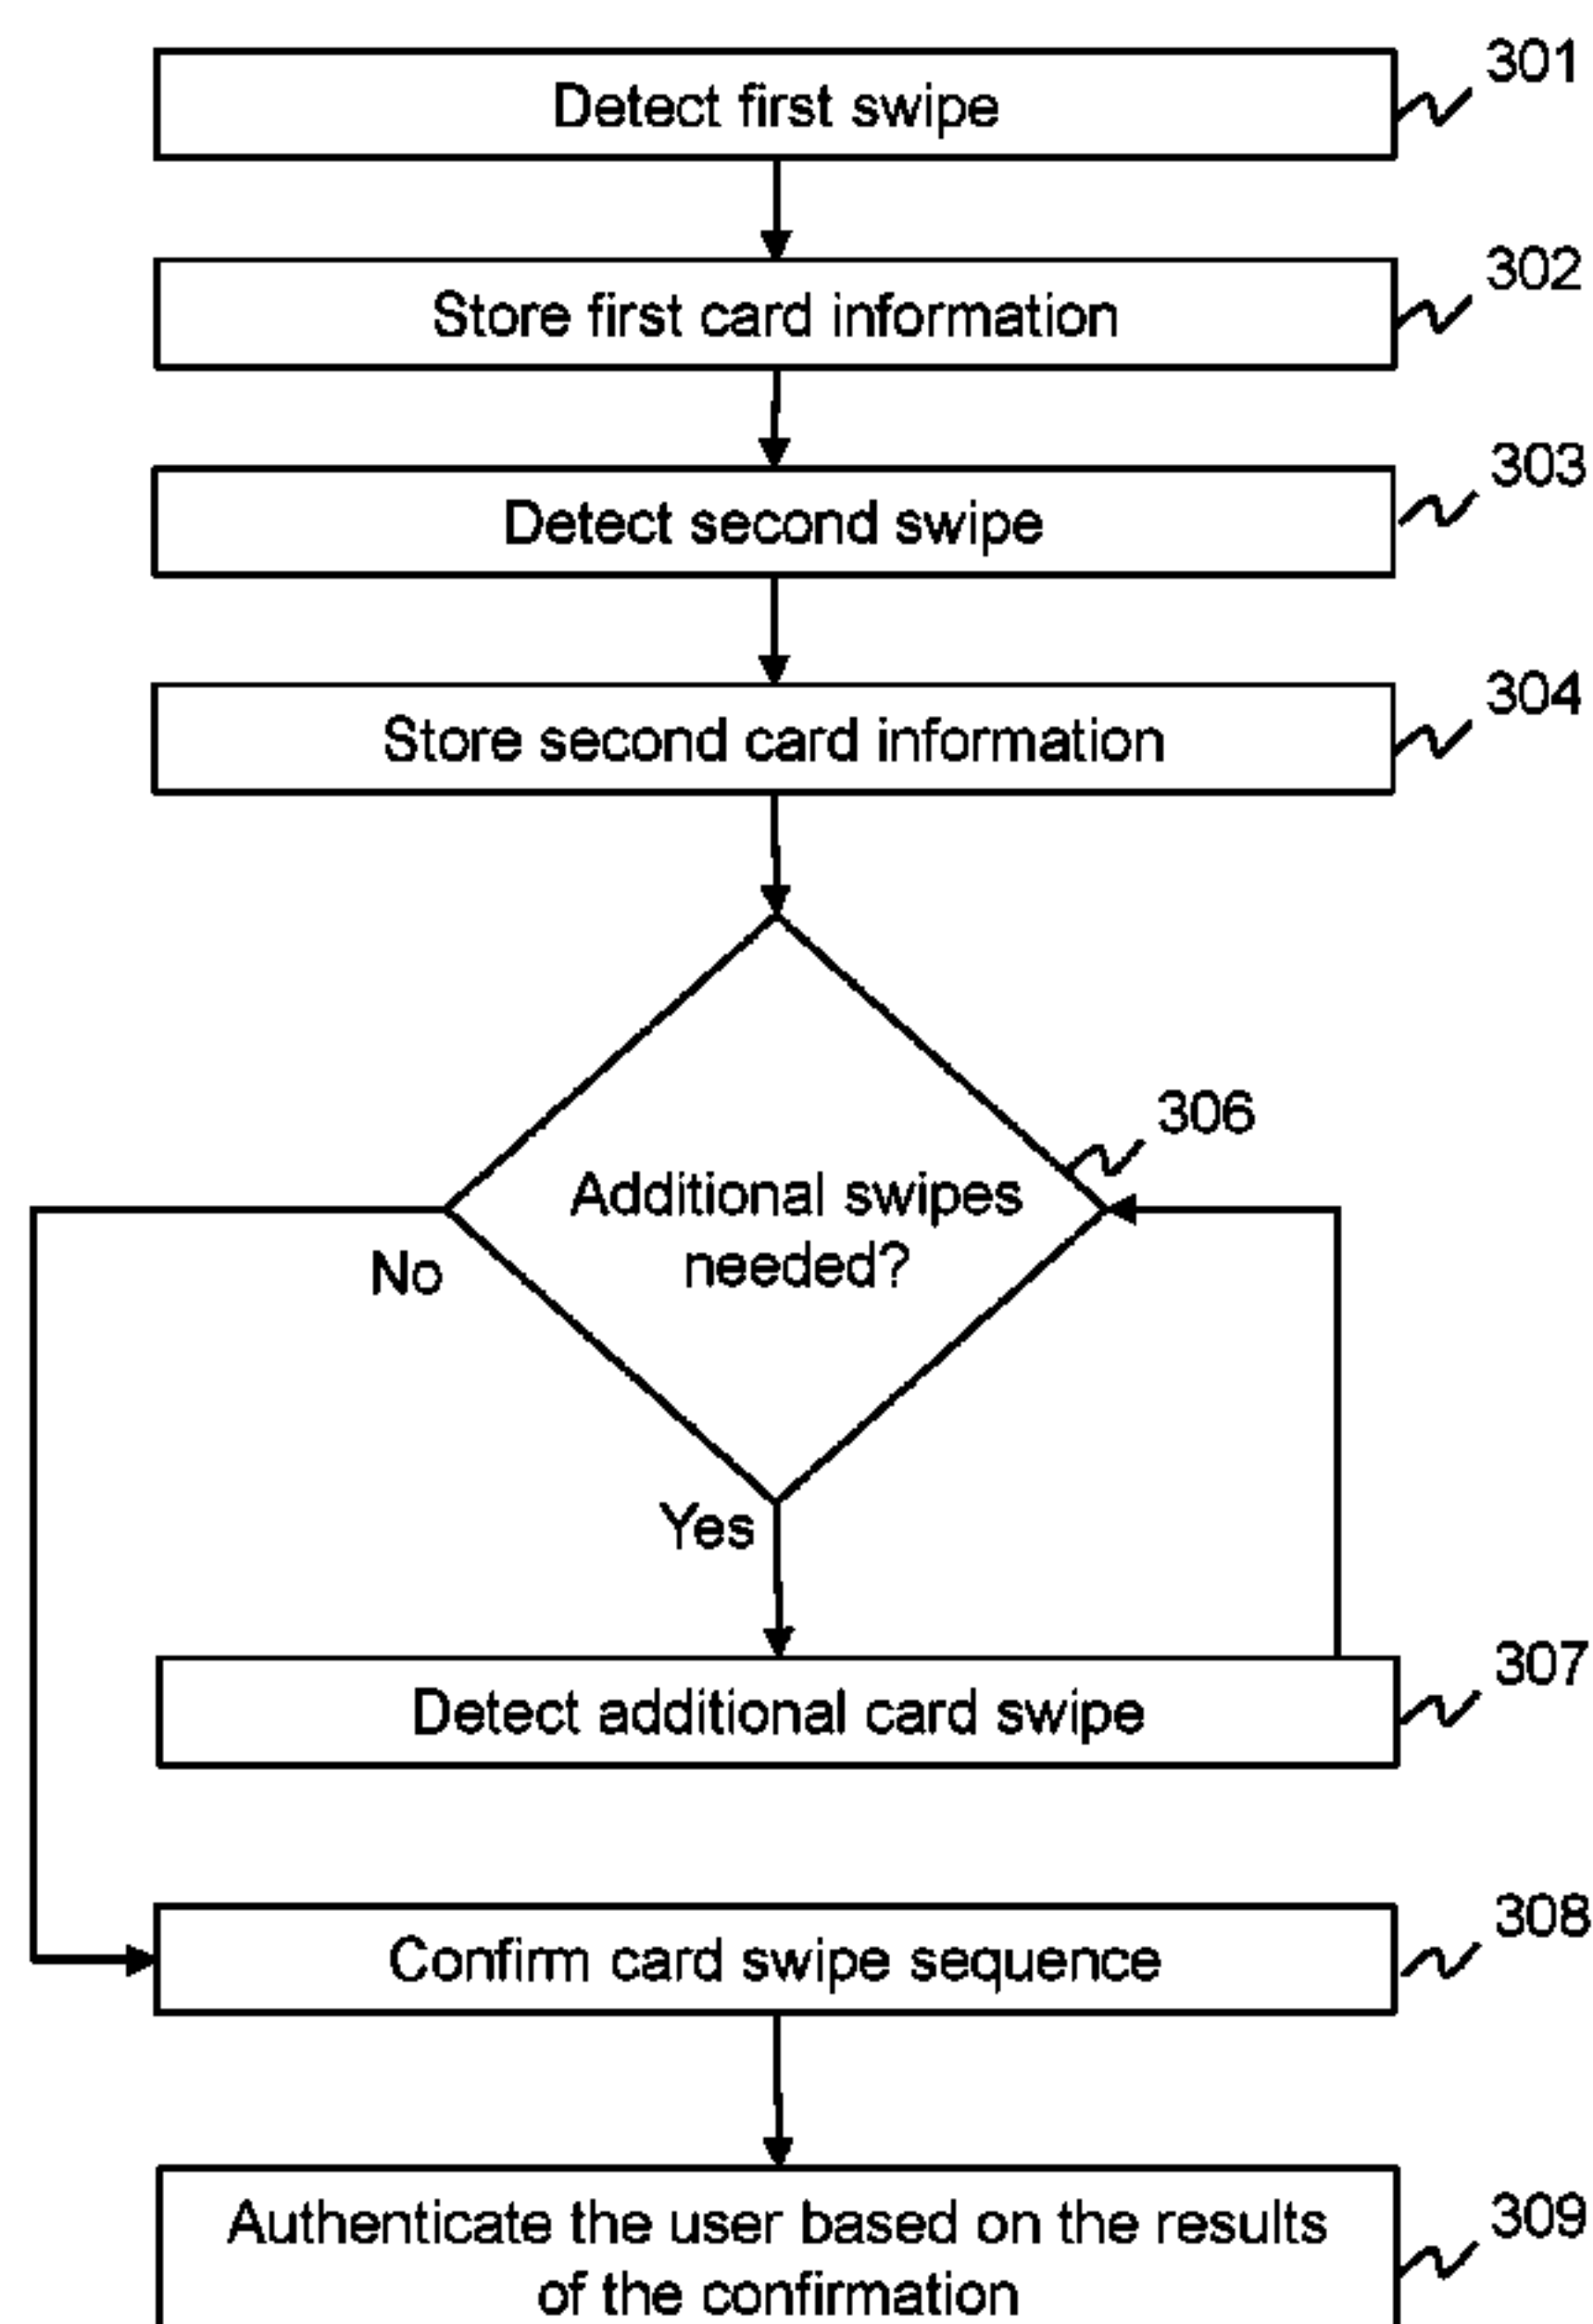 301
Detect first swipe
302
Store first card information
303
Detect second swipe
304
Store second card information
306
Additional swipes
needed?
No
Yes
307
Detect additional card swipe
308
Confirm card swipe sequence
309
Authenticate the user based on the results
of the confirmation